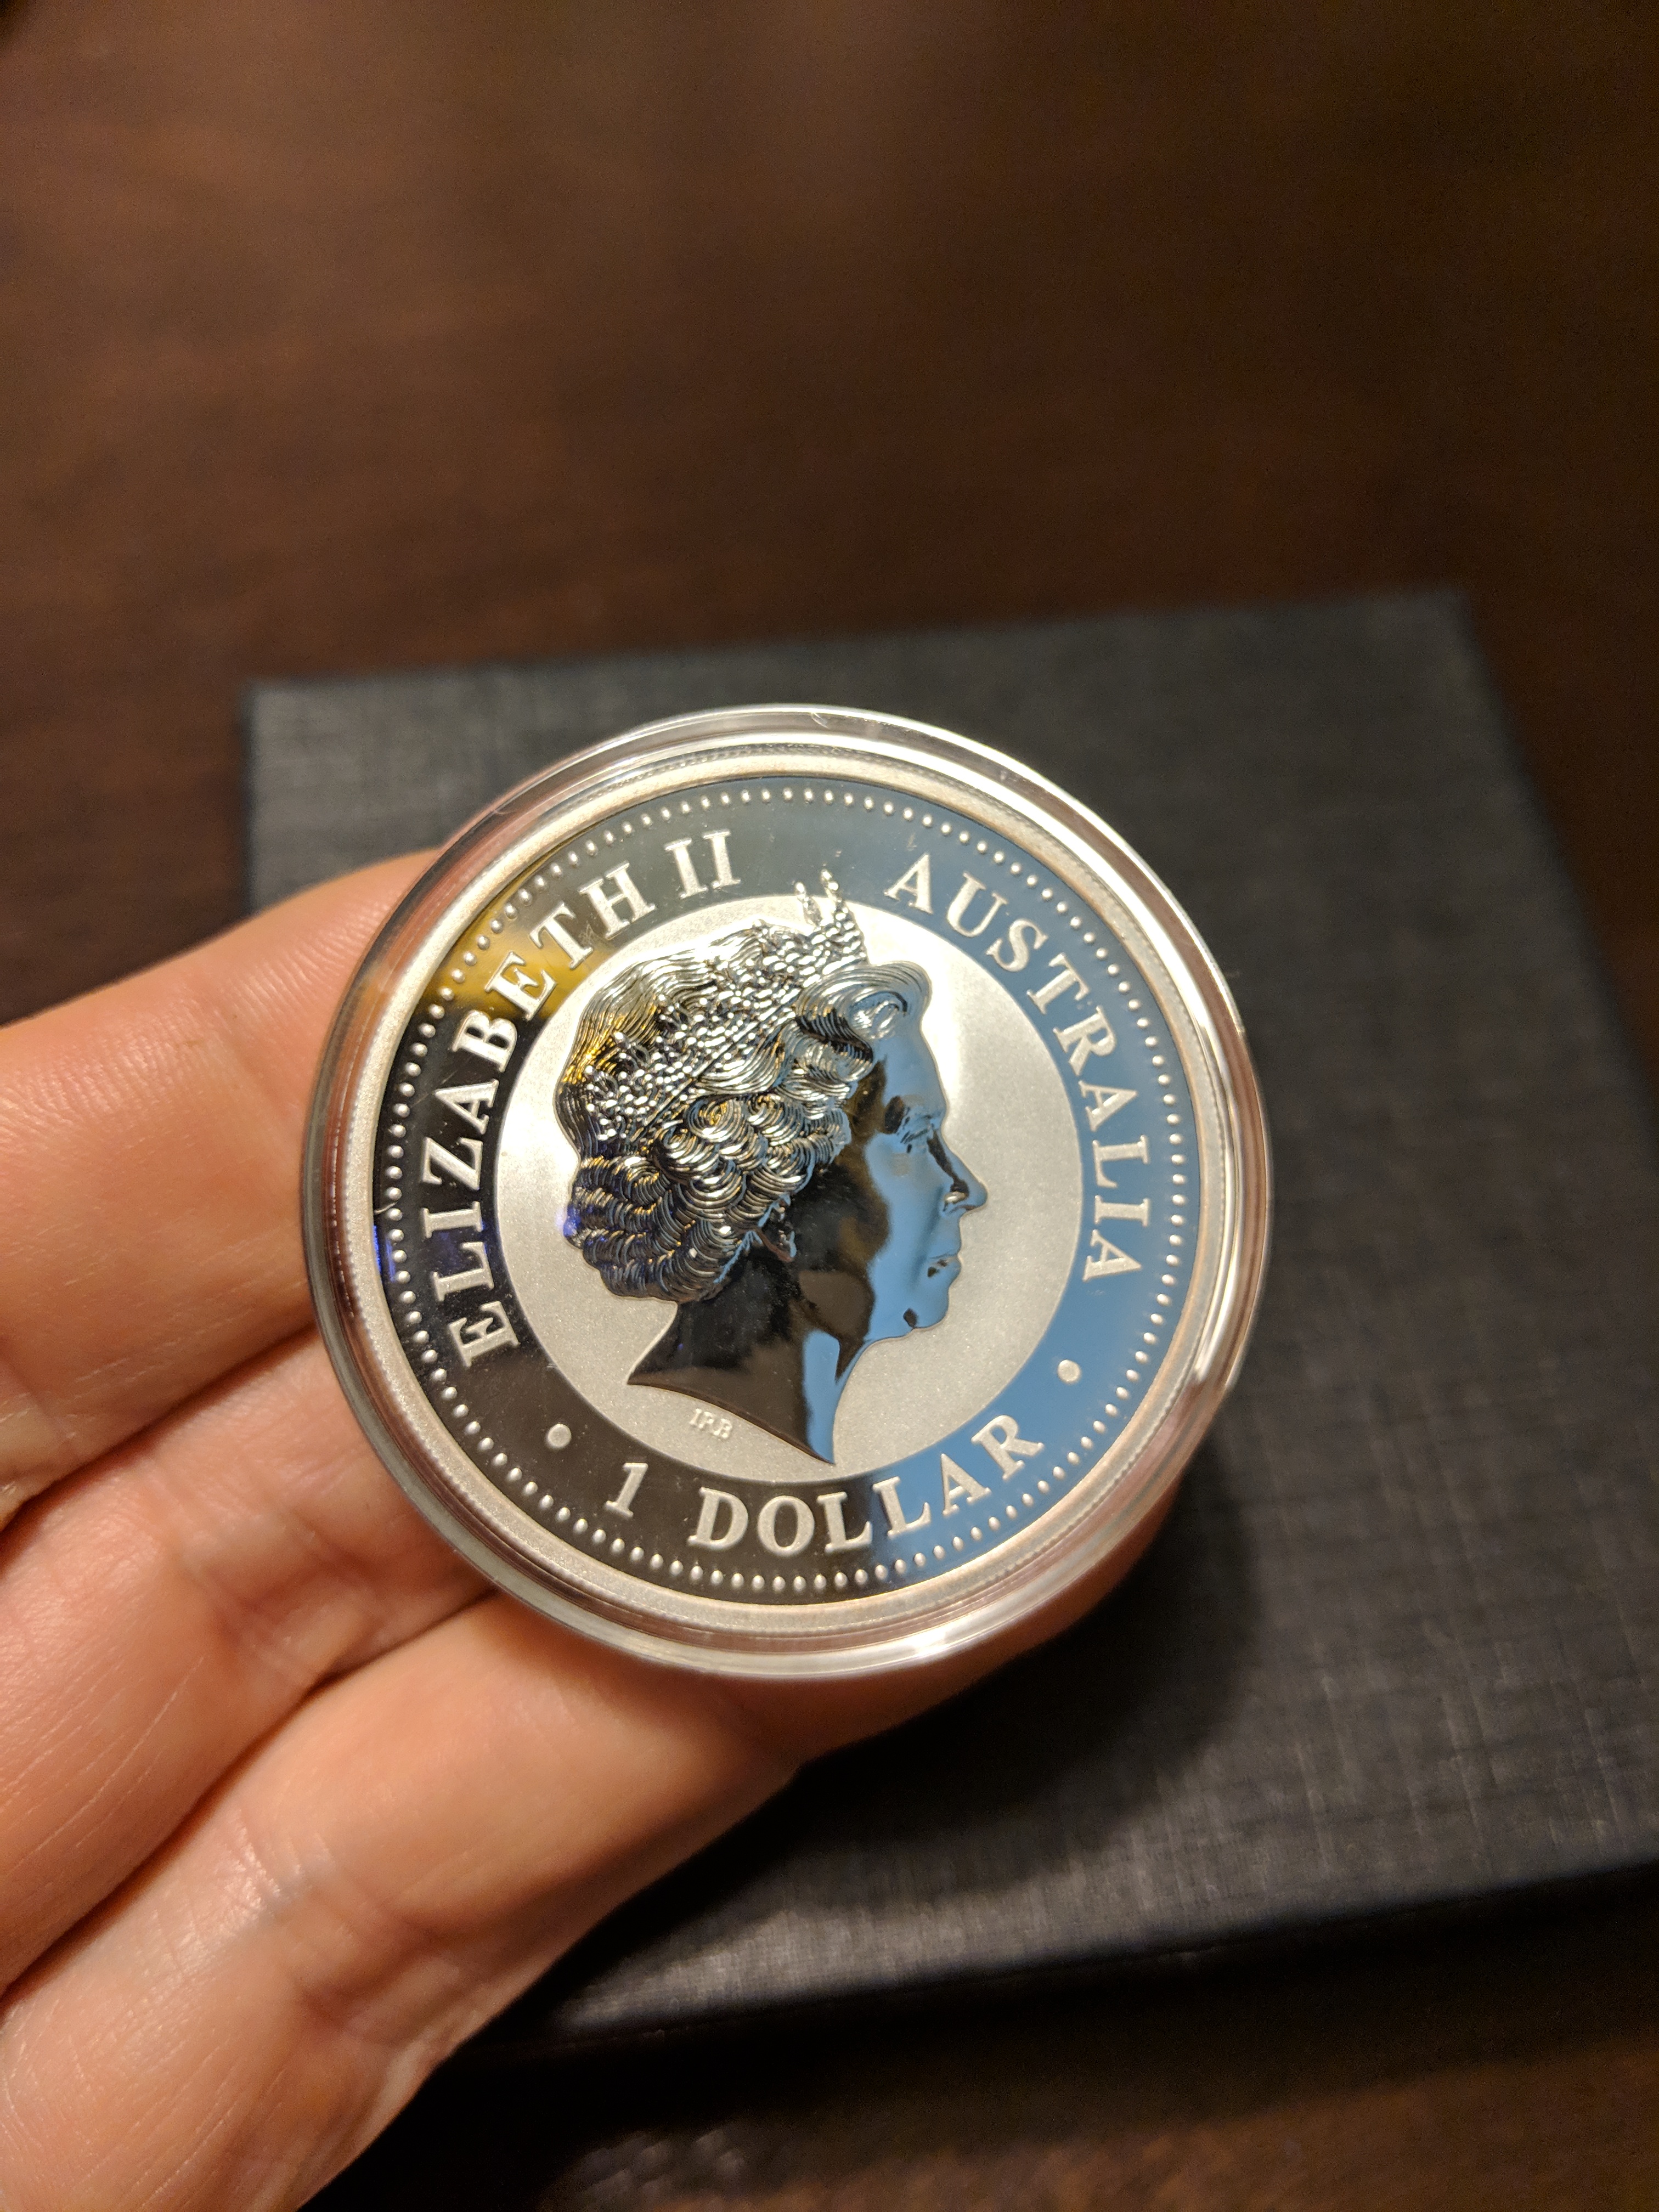 ELIZABETH II
AUSTRALIA
1 DOLLAR
IRB